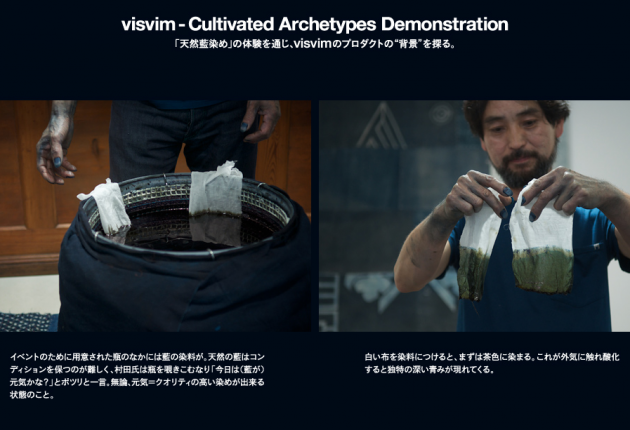 visvim - Cultivated Archetypes Demonstration
「天然藍染め」の体験を通じ、visvimのプロダクトの“背景”を探る。
イベントのために用意された瓶のなかには藍の染料が。天然の藍はコン
ディションを保つのが難しく、村田氏は瓶を覗きこむなり「今日は(藍が)
元気かな?」とポツリと一言。無論、元気＝クオリティの高い染めが出来る
状態のこと。
白い布を染料につけると、まずは茶色に染まる。これが外気に触れ酸化
すると独特の深い青みが現れてくる。